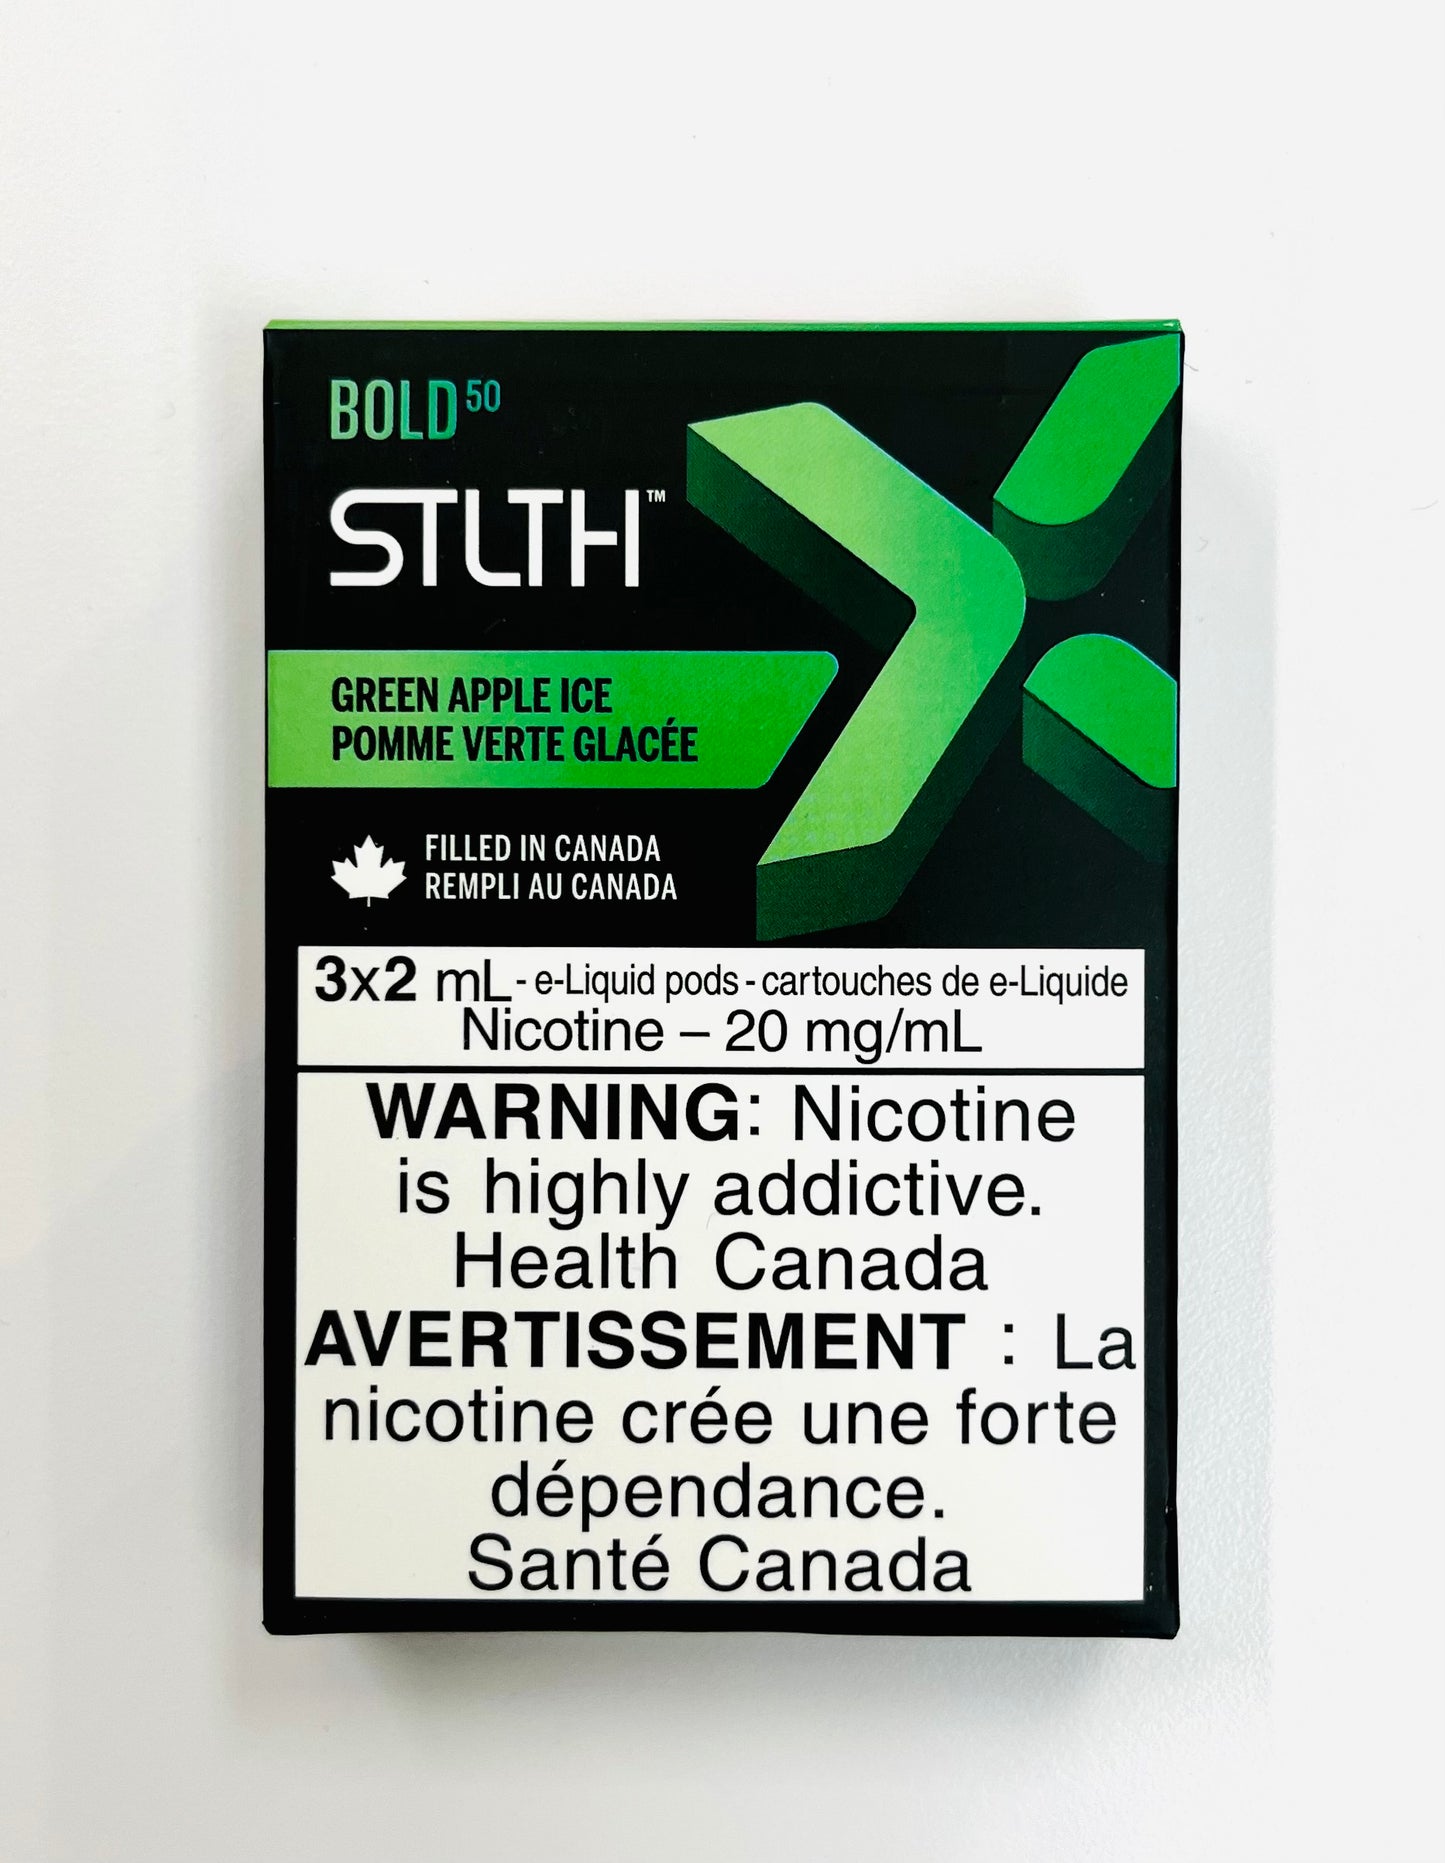 BOLD 50
STLTH™
GREEN APPLE ICE
POMME VERTE GLACÉE
FILLED IN CANADA
REMPLI AU CANADA
3x2 mL - e-Liquid pods - cartouches de e-Liquide
Nicotine – 20 mg/mL
WARNING: Nicotine
is highly addictive.
Health Canada
AVERTISSEMENT : La
nicotine crée une forte
dépendance.
Santé Canada